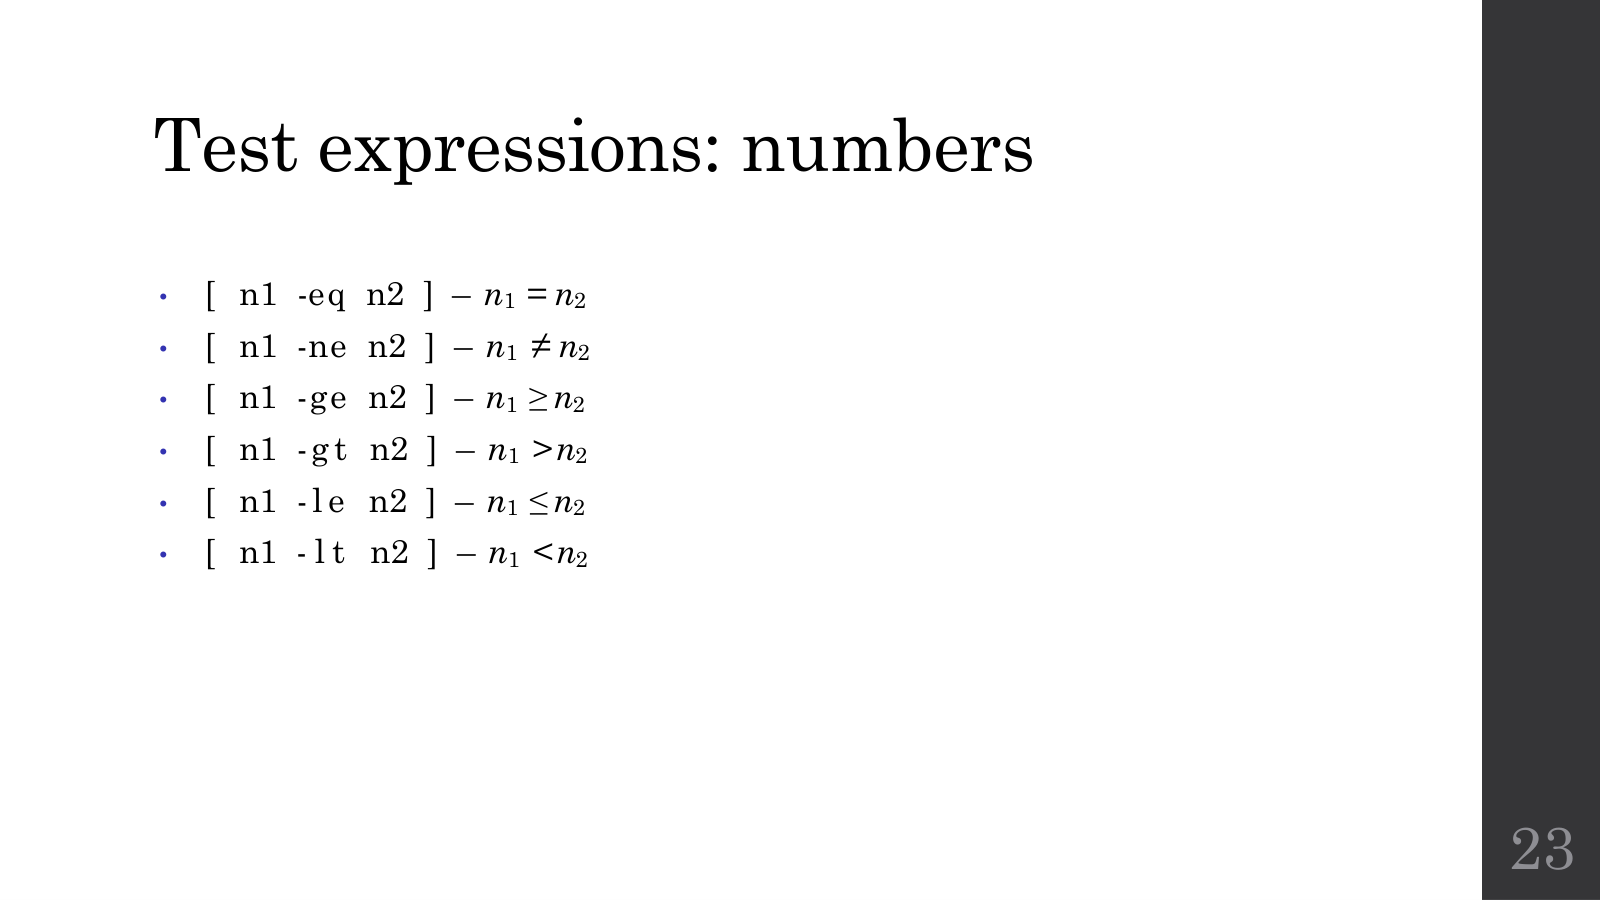 Test expressions: numbers
• [ n1 -eq n2 ] – n₁ = n₂
• [ n1 -ne n2 ] – n₁ ≠ n₂
• [ n1 -ge n2 ] – n₁ ≥ n₂
• [ n1 -gt n2 ] – n₁ > n₂
• [ n1 -le n2 ] – n₁ ≤ n₂
• [ n1 -lt n2 ] – n₁ < n₂
23